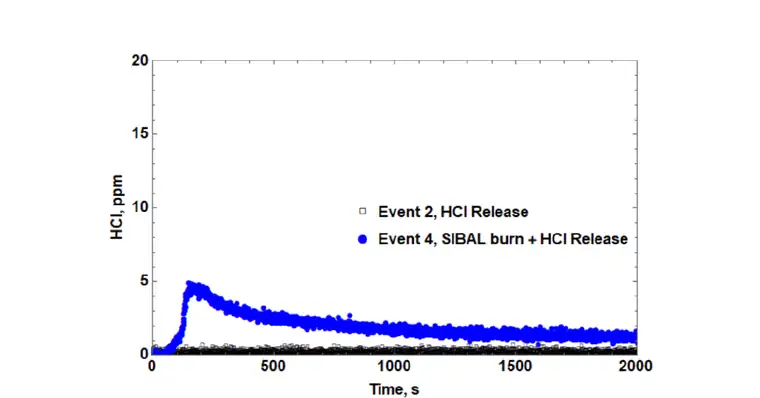 20
15
HCl, ppm
10
Event 2, HCl Release
Event 4, SIBAL burn + HCl Release
5
0
0 500 1000 1500 2000
Time, s